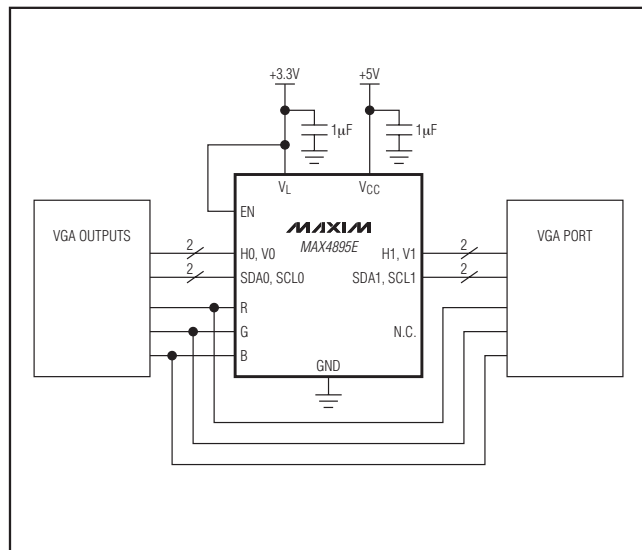 +3.3V +5V
1µF 1µF
VL VCC
EN
MAXIM
MAX4895E
VGA OUTPUTS
VGA PORT
2 H0, V0 H1, V1 2
2 SDA0, SCL0 SDA1, SCL1 2
R
G N.C.
B
GND